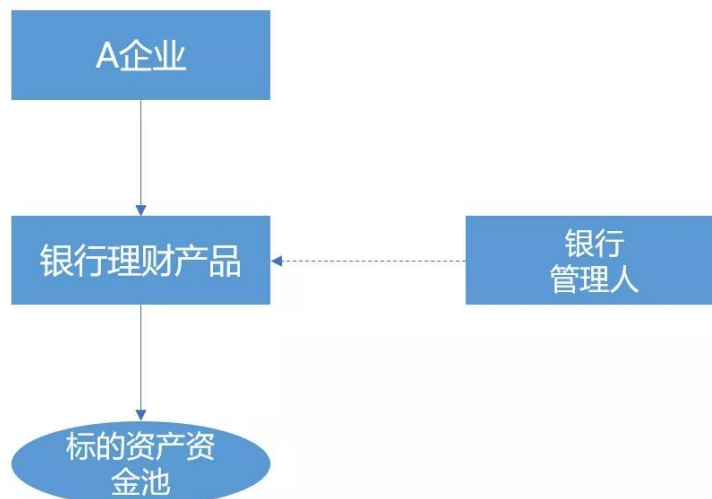 A企业
银行理财产品
银行
管理人
标的资产资
金池